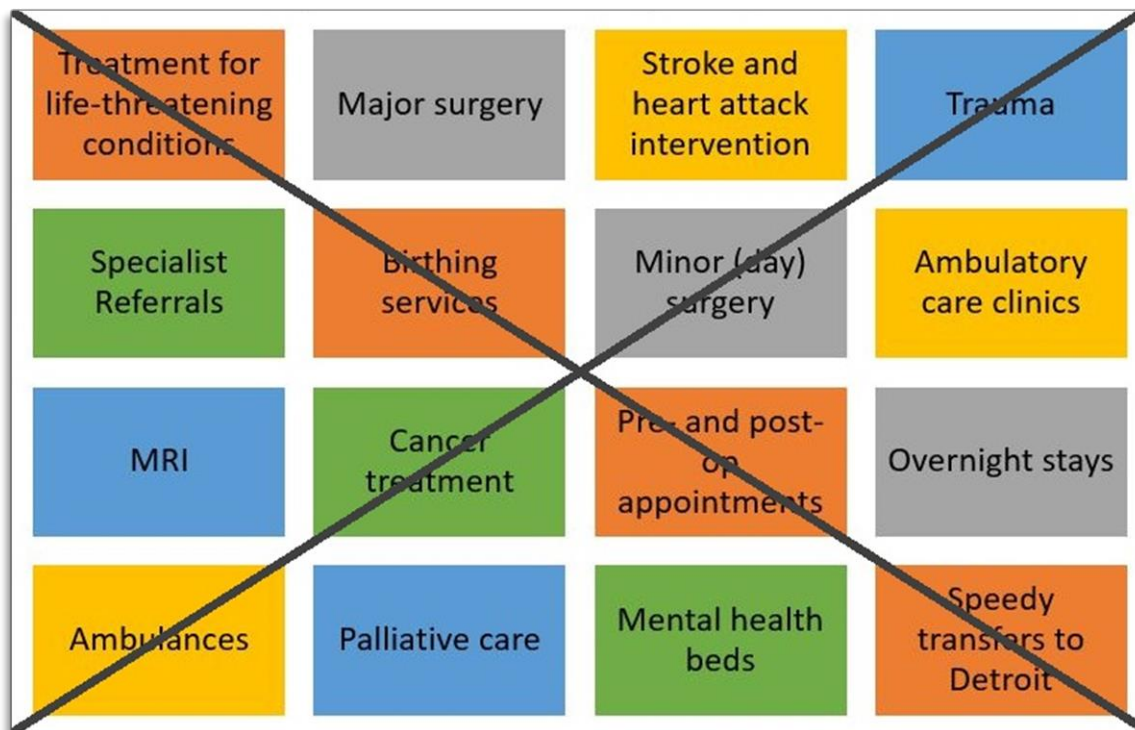 Treatment for
life-threatening
conditions
Major surgery
Stroke and
heart attack
intervention
Trauma
Specialist
Referrals
Birthing
services
Minor (day)
surgery
Ambulatory
care clinics
MRI
Cancer
treatment
Pre- and post-
op
appointments
Overnight stays
Ambulances
Palliative care
Mental health
beds
Speedy
transfers to
Detroit